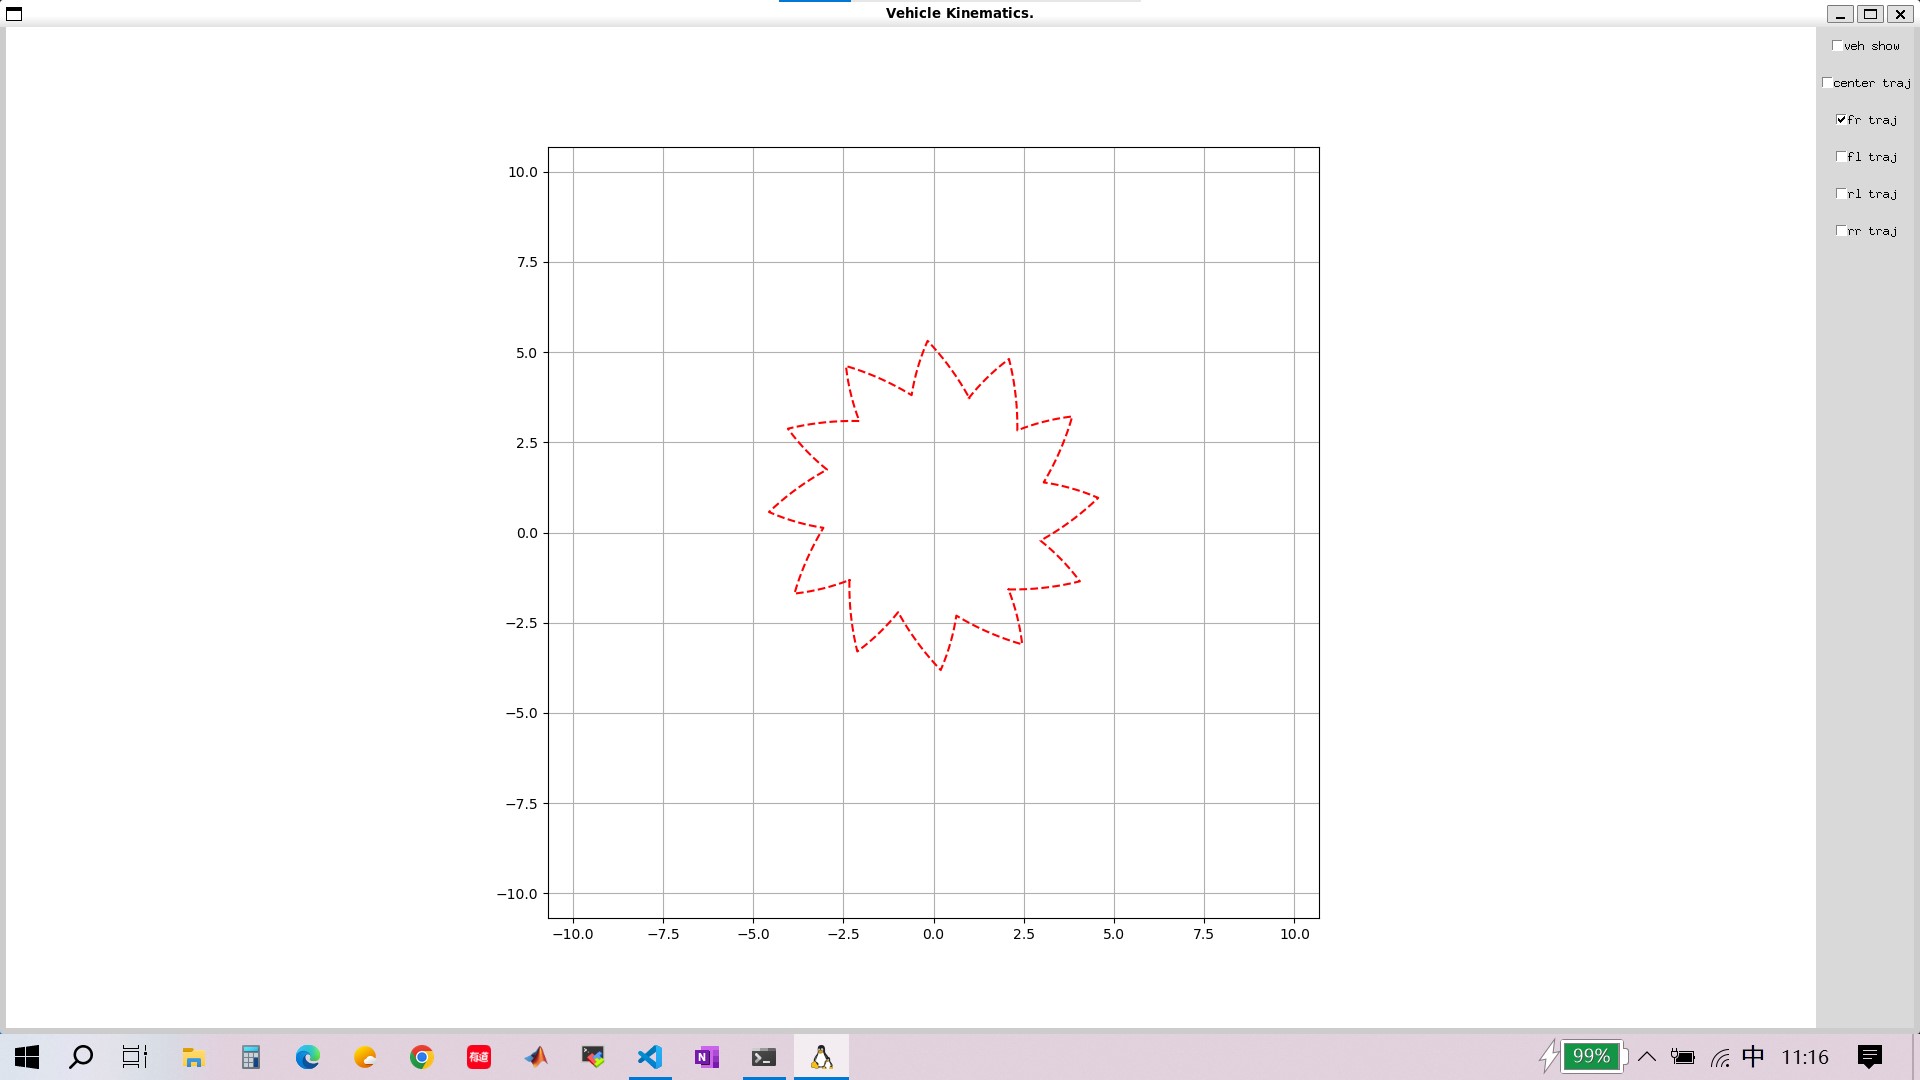 Vehicle Kinematics.
veh show
center traj
fr traj
fl traj
rl traj
rr traj
10.0
7.5
5.0
2.5
0.0
−2.5
−5.0
−7.5
−10.0
−10.0 −7.5 −5.0 −2.5 0.0 2.5 5.0 7.5 10.0
有道 N 99% 中 11:16